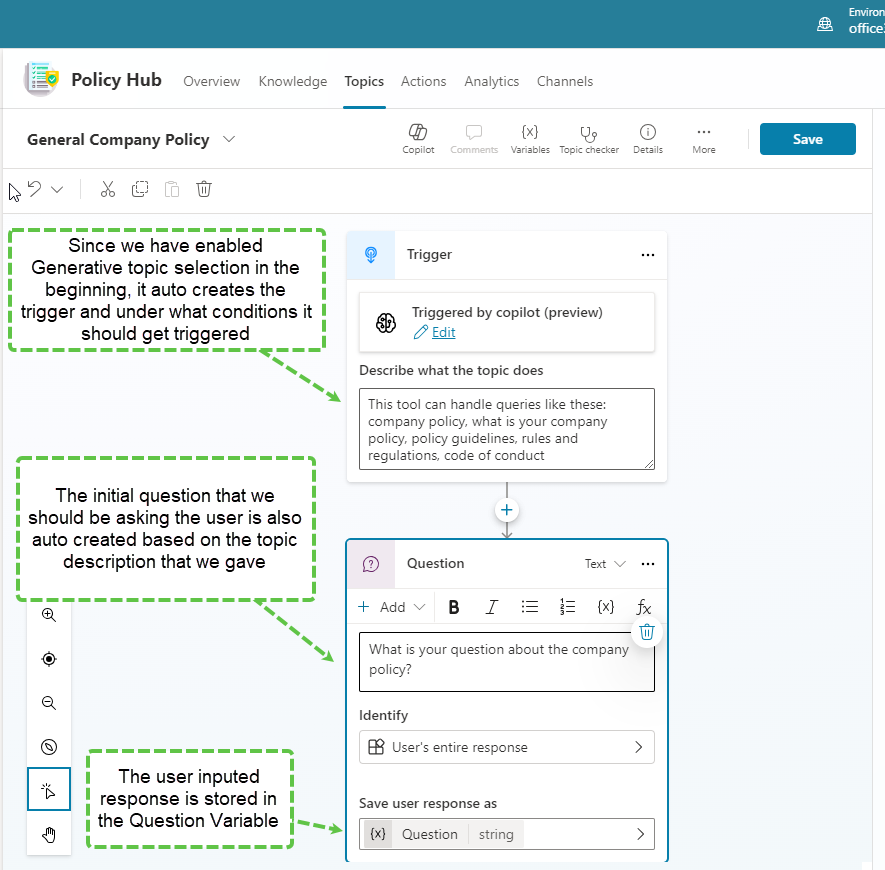 Environ
office
Policy Hub
Overview
Knowledge
Topics
Actions
Analytics
Channels
General Company Policy
Copilot
Comments
{x}
Variables
Topic checker
Details
More
Save
Since we have enabled
Generative topic selection in the
beginning, it auto creates the
trigger and under what conditions it
should get triggered
Trigger
Triggered by copilot (preview)
Edit
Describe what the topic does
This tool can handle queries like these:
company policy, what is your company
policy, policy guidelines, rules and
regulations, code of conduct
The initial question that we
should be asking the user is also
auto created based on the topic
description that we gave
Question
Text
Add
B
I
{x}
fx
What is your question about the company
policy?
Identify
User's entire response
The user inputed
response is stored in
the Question Variable
Save user response as
{x}
Question
string